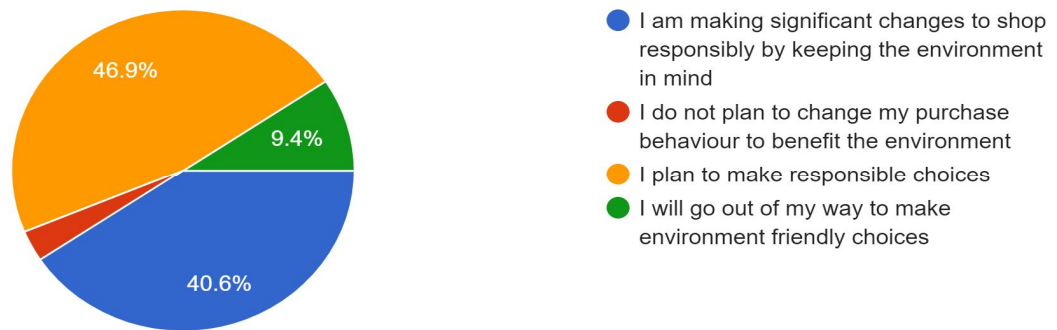 46.9%
9.4%
40.6%
I am making significant changes to shop
responsibly by keeping the environment
in mind
I do not plan to change my purchase
behaviour to benefit the environment
I plan to make responsible choices
I will go out of my way to make
environment friendly choices